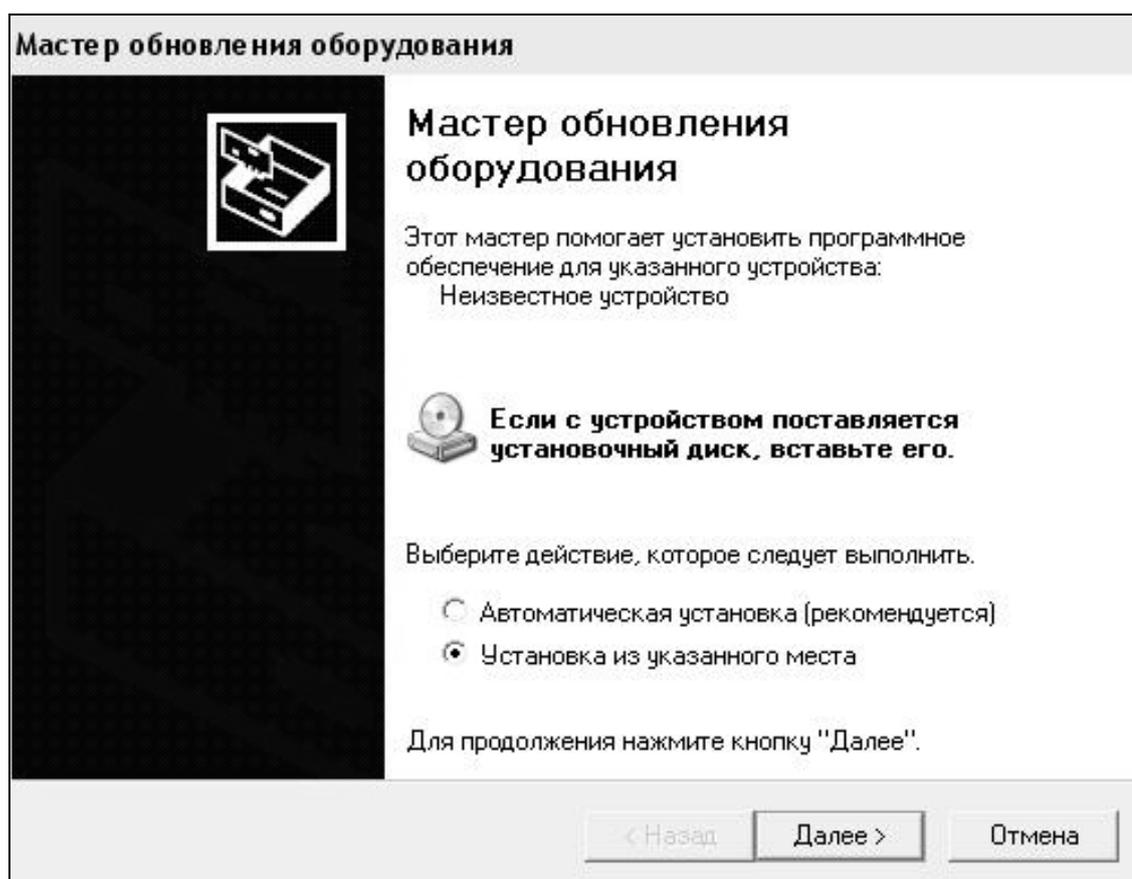 Мастер обновления оборудования
Мастер обновления
оборудования
Этот мастер помогает установить программное
обеспечение для указанного устройства:
Неизвестное устройство
Если с устройством поставляется
установочный диск, вставьте его.
Выберите действие, которое следует выполнить.
Автоматическая установка (рекомендуется)
Установка из указанного места
Для продолжения нажмите кнопку "Далее".
< Назад Далее > Отмена